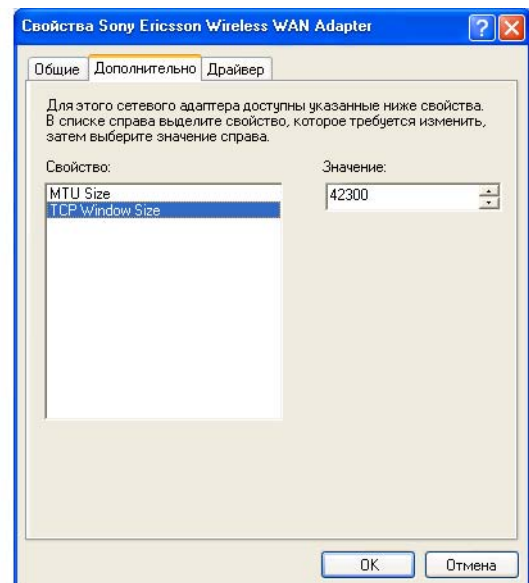 Свойства Sony Ericsson Wireless WAN Adapter
Общие Дополнительно Драйвер
Для этого сетевого адаптера доступны указанные ниже свойства.
В списке справа выделите свойство, которое требуется изменить,
затем выберите значение справа.
Свойство: Значение:
MTU Size 42300
TCP Window Size
OK Отмена